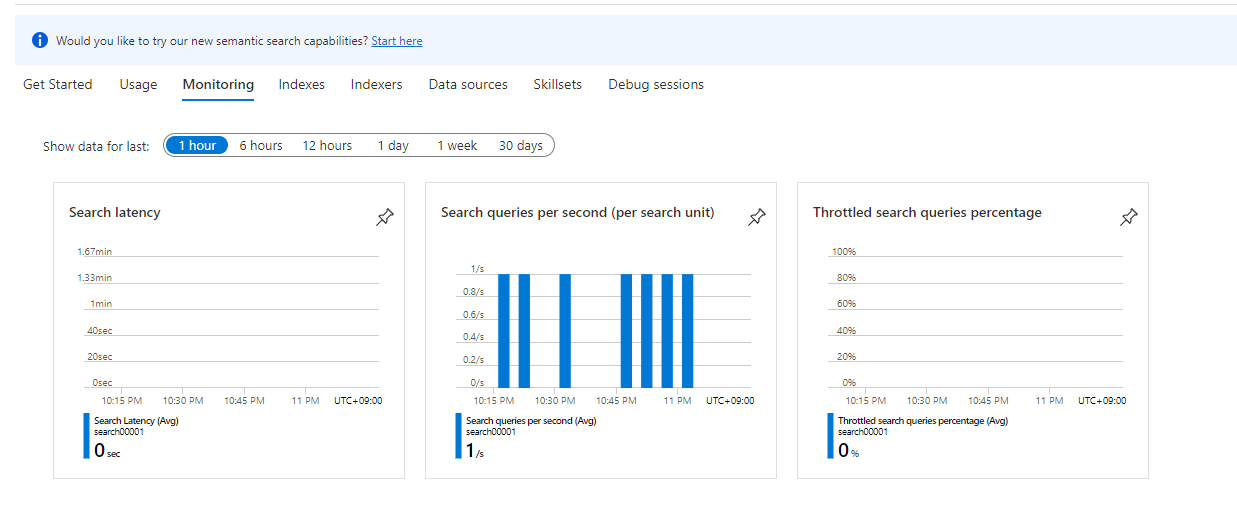 Would you like to try our new semantic search capabilities? Start here
Get Started Usage Monitoring Indexes Indexers Data sources Skillsets Debug sessions
Show data for last: 1 hour 6 hours 12 hours 1 day 1 week 30 days
Search latency
1.67min
1.33min
1min
40sec
20sec
0sec
10:15 PM 10:30 PM 10:45 PM 11 PM UTC+09:00
Search Latency (Avg)
search00001
0 sec
Search queries per second (per search unit)
1/s
0.8/s
0.6/s
0.4/s
0.2/s
0/s
10:15 PM 10:30 PM 10:45 PM 11 PM UTC+09:00
Search queries per second (Avg)
search00001
1 /s
Throttled search queries percentage
100%
80%
60%
40%
20%
0%
10:15 PM 10:30 PM 10:45 PM 11 PM UTC+09:00
Throttled search queries percentage (Avg)
search00001
0 %